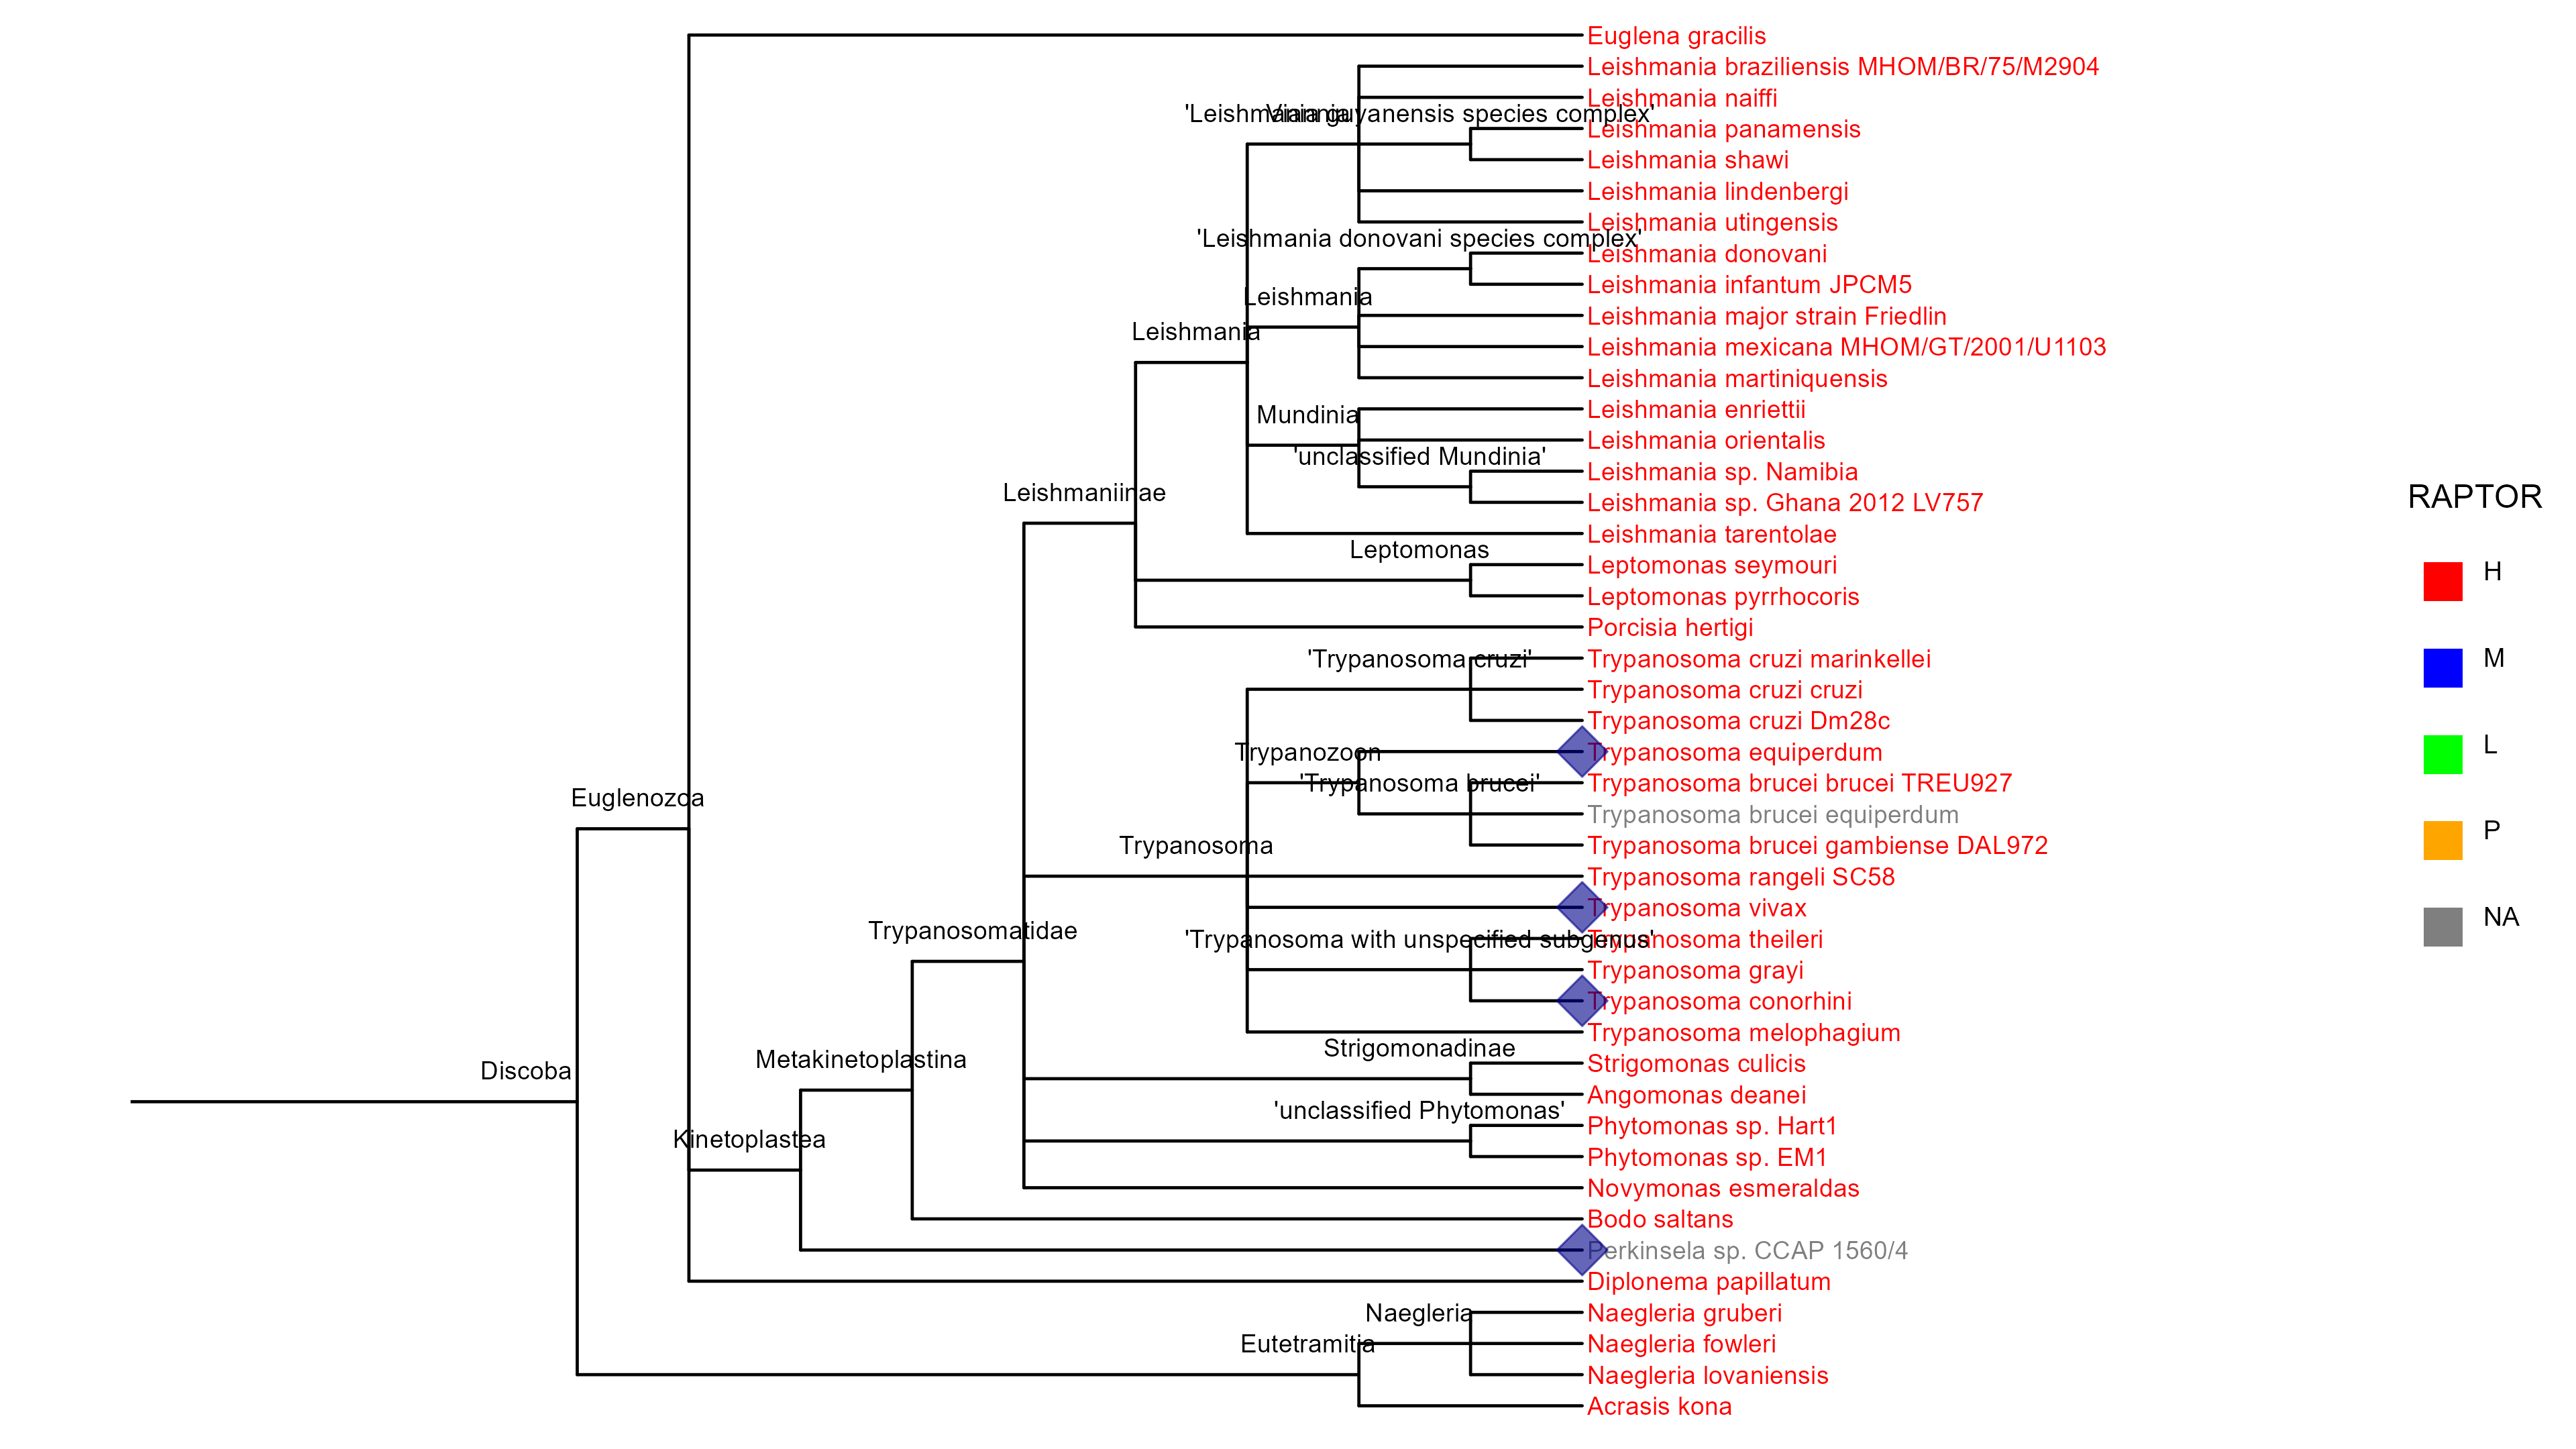 Euglena gracilis
Leishmania braziliensis MHOM/BR/75/M2904
Leishmania naiffi
'Leishmania guyanensis species complex'
Viannia
Leishmania panamensis
Leishmania shawi
Leishmania lindenbergi
Leishmania utingensis
'Leishmania donovani species complex'
Leishmania donovani
Leishmania infantum JPCM5
Leishmania
Leishmania major strain Friedlin
Leishmania
Leishmania mexicana MHOM/GT/2001/U1103
Leishmania martiniquensis
Leishmania enriettii
Mundinia
Leishmania orientalis
'unclassified Mundinia'
Leishmania sp. Namibia
Leishmaniinae
Leishmania sp. Ghana 2012 LV757
Leishmania tarentolae
Leptomonas
Leptomonas seymouri
Leptomonas pyrrhocoris
Porcisia hertigi
'Trypanosoma cruzi'
Trypanosoma cruzi marinkellei
Trypanosoma cruzi cruzi
Trypanosoma cruzi Dm28c
Trypanozoon
Trypanosoma equiperdum
'Trypanosoma brucei'
Trypanosoma brucei brucei TREU927
Euglenozoa
Trypanosoma brucei equiperdum
Trypanosoma
Trypanosoma brucei gambiense DAL972
Trypanosoma rangeli SC58
Trypanosoma vivax
Trypanosomatidae
'Trypanosoma with unspecified subgenus'
Trypanosoma theileri
Trypanosoma grayi
Trypanosoma conorhini
Trypanosoma melophagium
Strigomonadinae
Metakinetoplastina
Strigomonas culicis
Discoba
Angomonas deanei
'unclassified Phytomonas'
Phytomonas sp. Hart1
Kinetoplastea
Phytomonas sp. EM1
Novymonas esmeraldas
Bodo saltans
Perkinsela sp. CCAP 1560/4
Diplonema papillatum
Naegleria
Naegleria gruberi
Eutetramitia
Naegleria fowleri
Naegleria lovaniensis
Acrasis kona
RAPTOR
H
M
L
P
NA